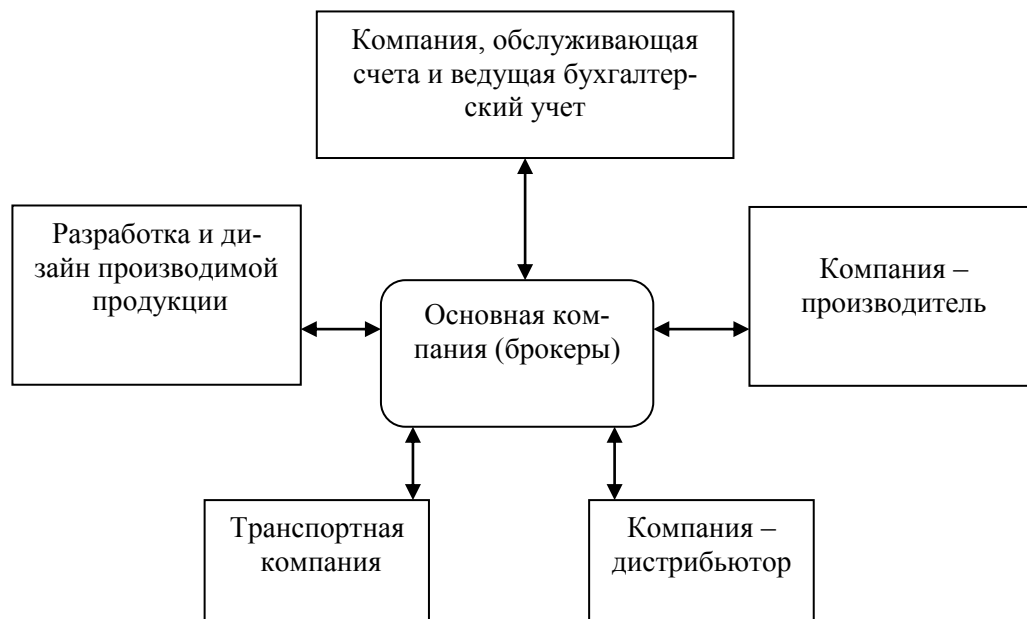 Компания, обслуживающая
счета и ведущая бухгалтер-
ский учет
Разработка и ди-
зайн производимой
продукции
Компания –
производитель
Основная ком-
пания (брокеры)
Транспортная
компания
Компания –
дистрибьютор